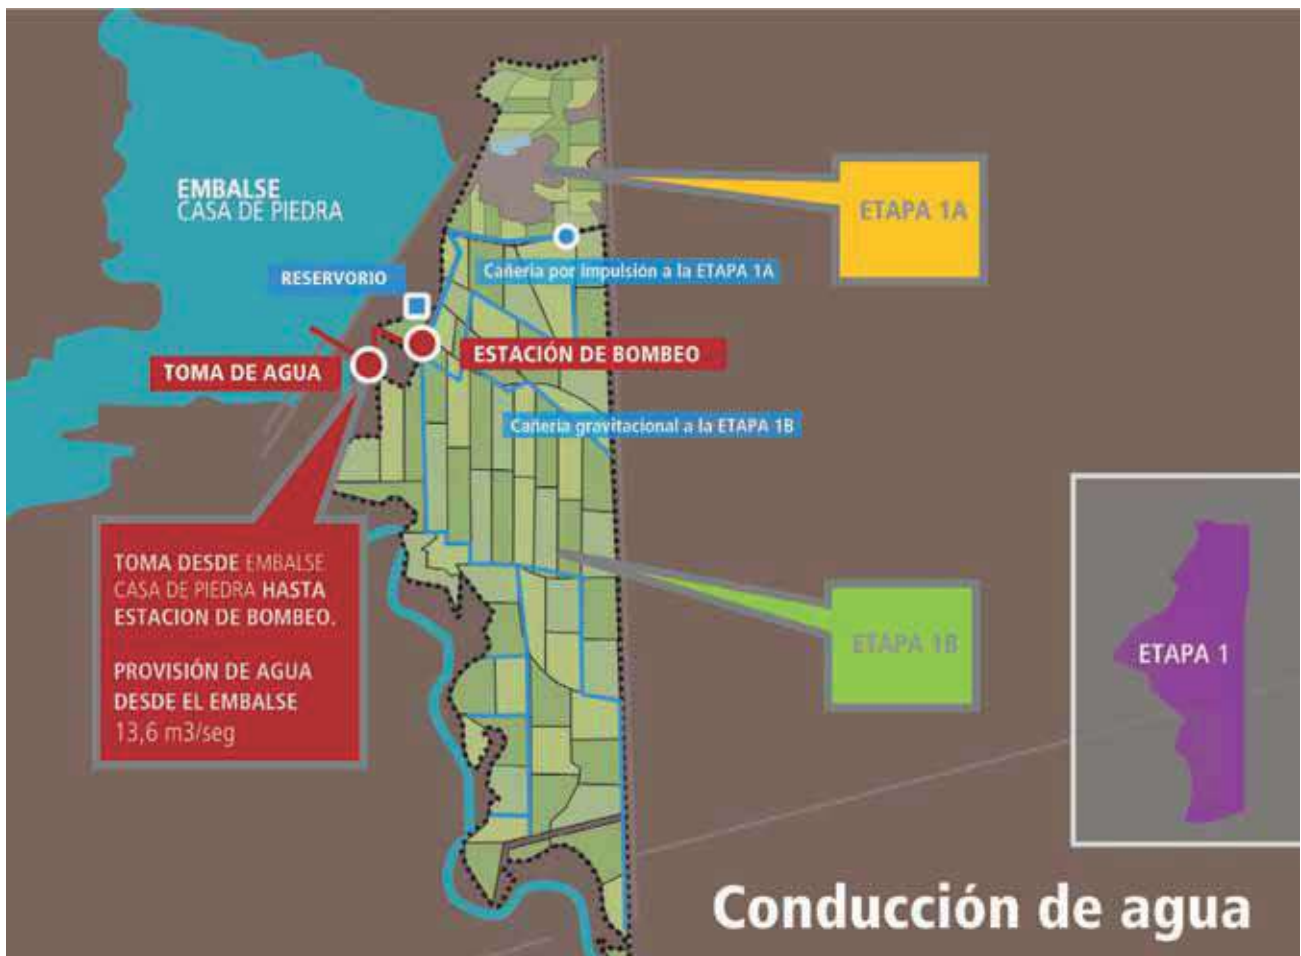 EMBALSE
CASA DE PIEDRA
ETAPA 1A
RESERVORIO
Cañeria por impulsión a la ETAPA 1A
TOMA DE AGUA
ESTACIÓN DE BOMBEO
Cañeria gravitacional a la ETAPA 1B
TOMA DESDE EMBALSE
CASA DE PIEDRA HASTA
ESTACION DE BOMBEO.
PROVISIÓN DE AGUA
DESDE EL EMBALSE
13,6 m3/seg
ETAPA 1B
ETAPA 1
Conducción de agua